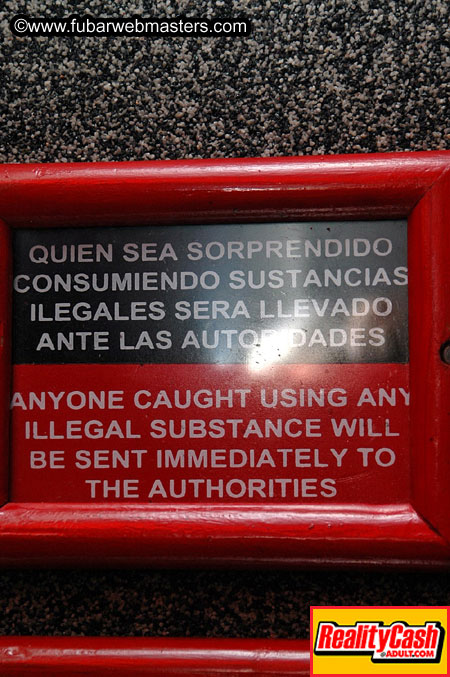 ©www.fubarwebmasters.com
QUIEN SEA SORPRENDIDO
CONSUMIENDO SUSTANCIAS
ILEGALES SERA LLEVADO
ANTE LAS AUTORIDADES
ANYONE CAUGHT USING ANY
ILLEGAL SUBSTANCE WILL
BE SENT IMMEDIATELY TO
THE AUTHORITIES
RealityCash
@ADULT.COM